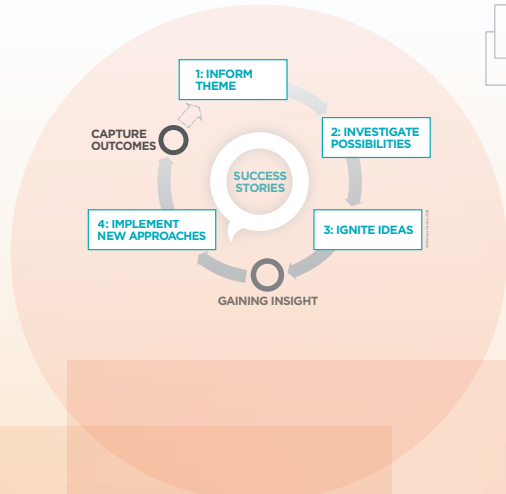 1: INFORM
THEME
2: INVESTIGATE
POSSIBILITIES
CAPTURE
OUTCOMES
SUCCESS
STORIES
4: IMPLEMENT
NEW APPROACHES
3: IGNITE IDEAS
GAINING INSIGHT